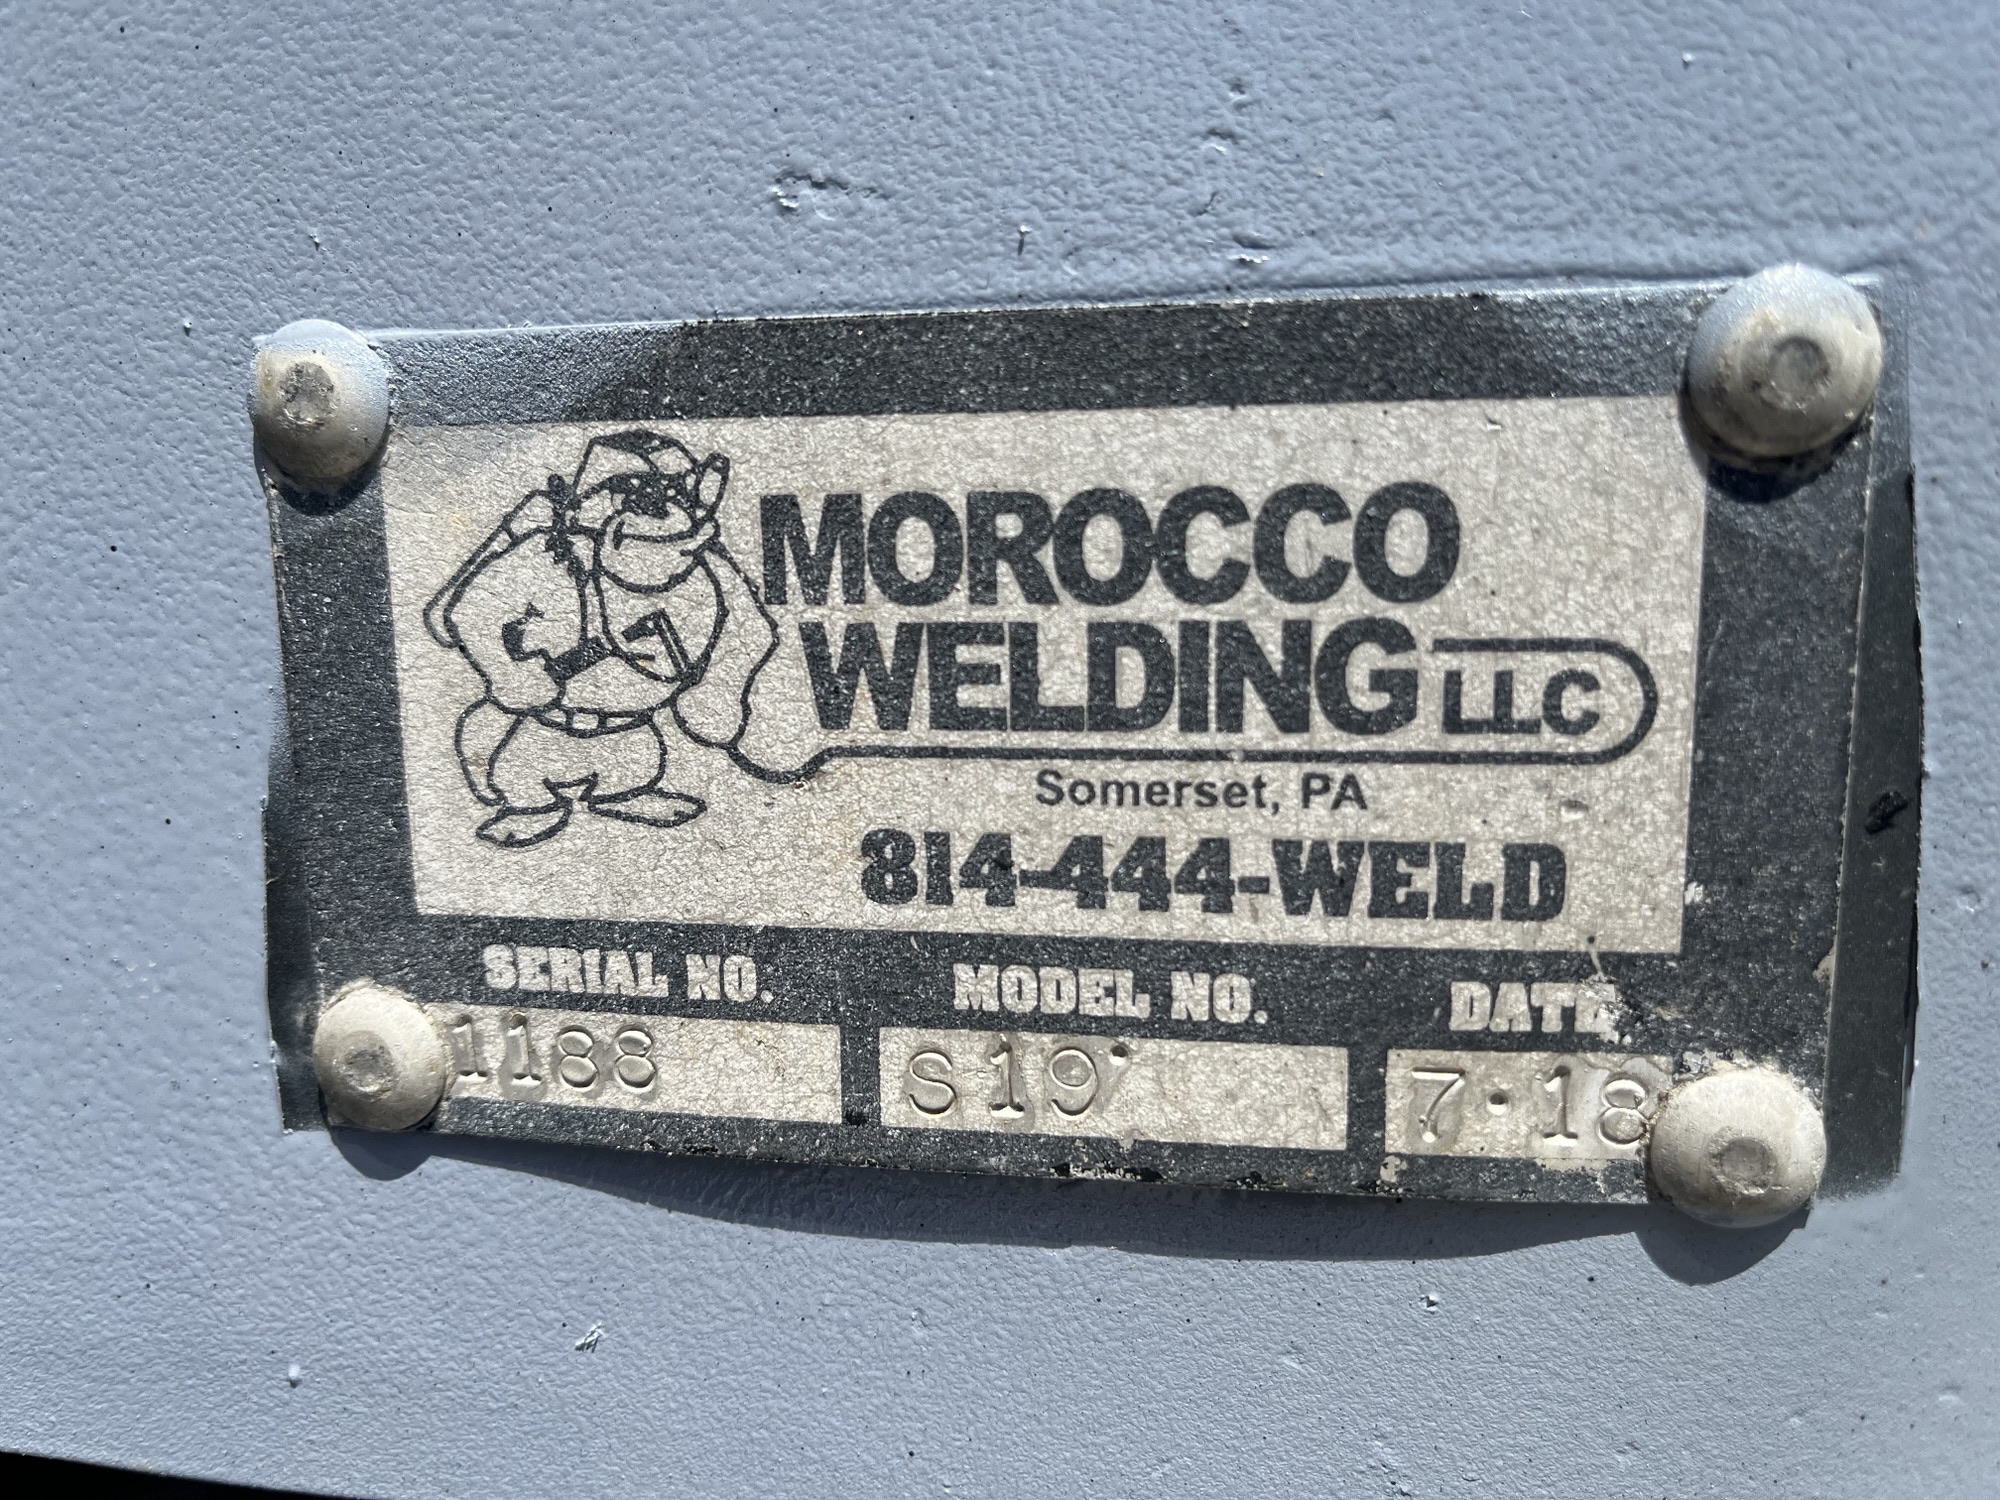 MOROCCO
WELDING LLC
Somerset, PA
814-444-WELD
SERIAL NO. MODEL NO. DATE
1188 S19' 7·18